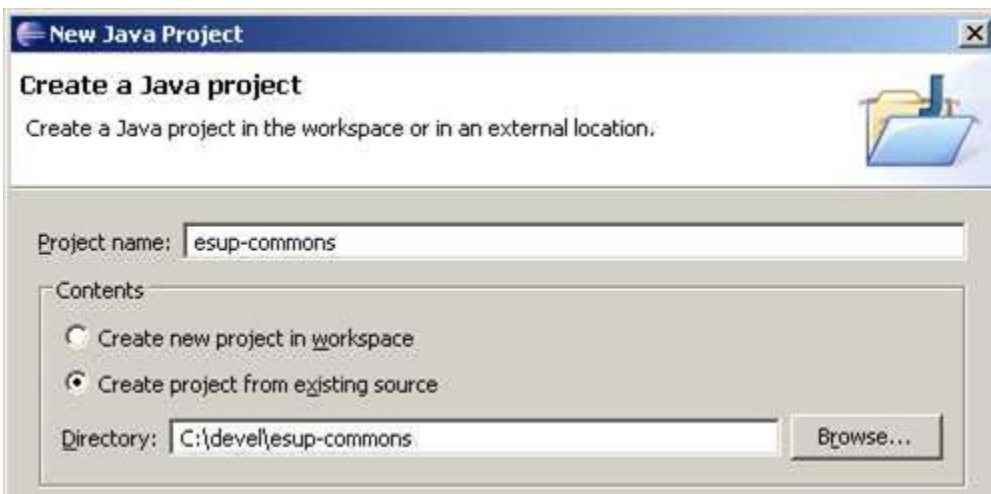 New Java Project
Create a Java project
Create a Java project in the workspace or in an external location.
Project name: esup-commons
Contents
Create new project in workspace
Create project from existing source
Directory: C:\devel\esup-commons Browse...